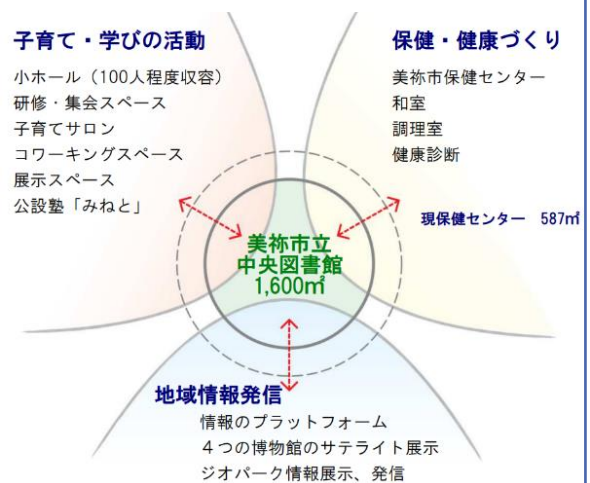 子育て・学びの活動
小ホール（100人程度収容）
研修・集会スペース
子育てサロン
コワーキングスペース
展示スペース
公設塾「みねと」
保健・健康づくり
美祢市保健センター
和室
調理室
健康診断
現保健センター　587㎡
美祢市立
中央図書館
1,600㎡
地域情報発信
情報のプラットフォーム
４つの博物館のサテライト展示
ジオパーク情報展示、発信